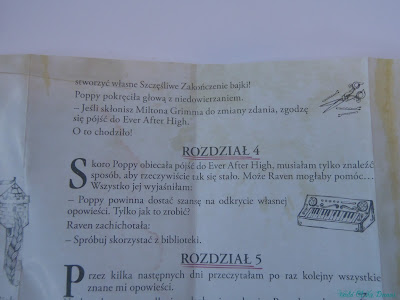 stworzyć własne Szczęśliwe Zakończenie bajki!
Poppy pokręciła głową z niedowierzaniem.
– Jeśli skłonisz Miltona Grimma do zmiany zdania, zgodzę
się pójść do Ever After High.
O to chodziło!
ROZDZIAŁ 4
Skoro Poppy obiecała pójść do Ever After High, musiałam tylko znaleźć
sposób, aby rzeczywiście tak się stało. Może Raven mogłaby pomóc…
Wszystko jej wyjaśniłam:
– Poppy powinna dostać szansę na odkrycie własnej
opowieści. Tylko jak to zrobić?
Raven zachichotała:
– Spróbuj skorzystać z biblioteki.
ROZDZIAŁ 5
Przez kilka następnych dni przeczytałam po raz kolejny wszystkie
znane mi opowieści.